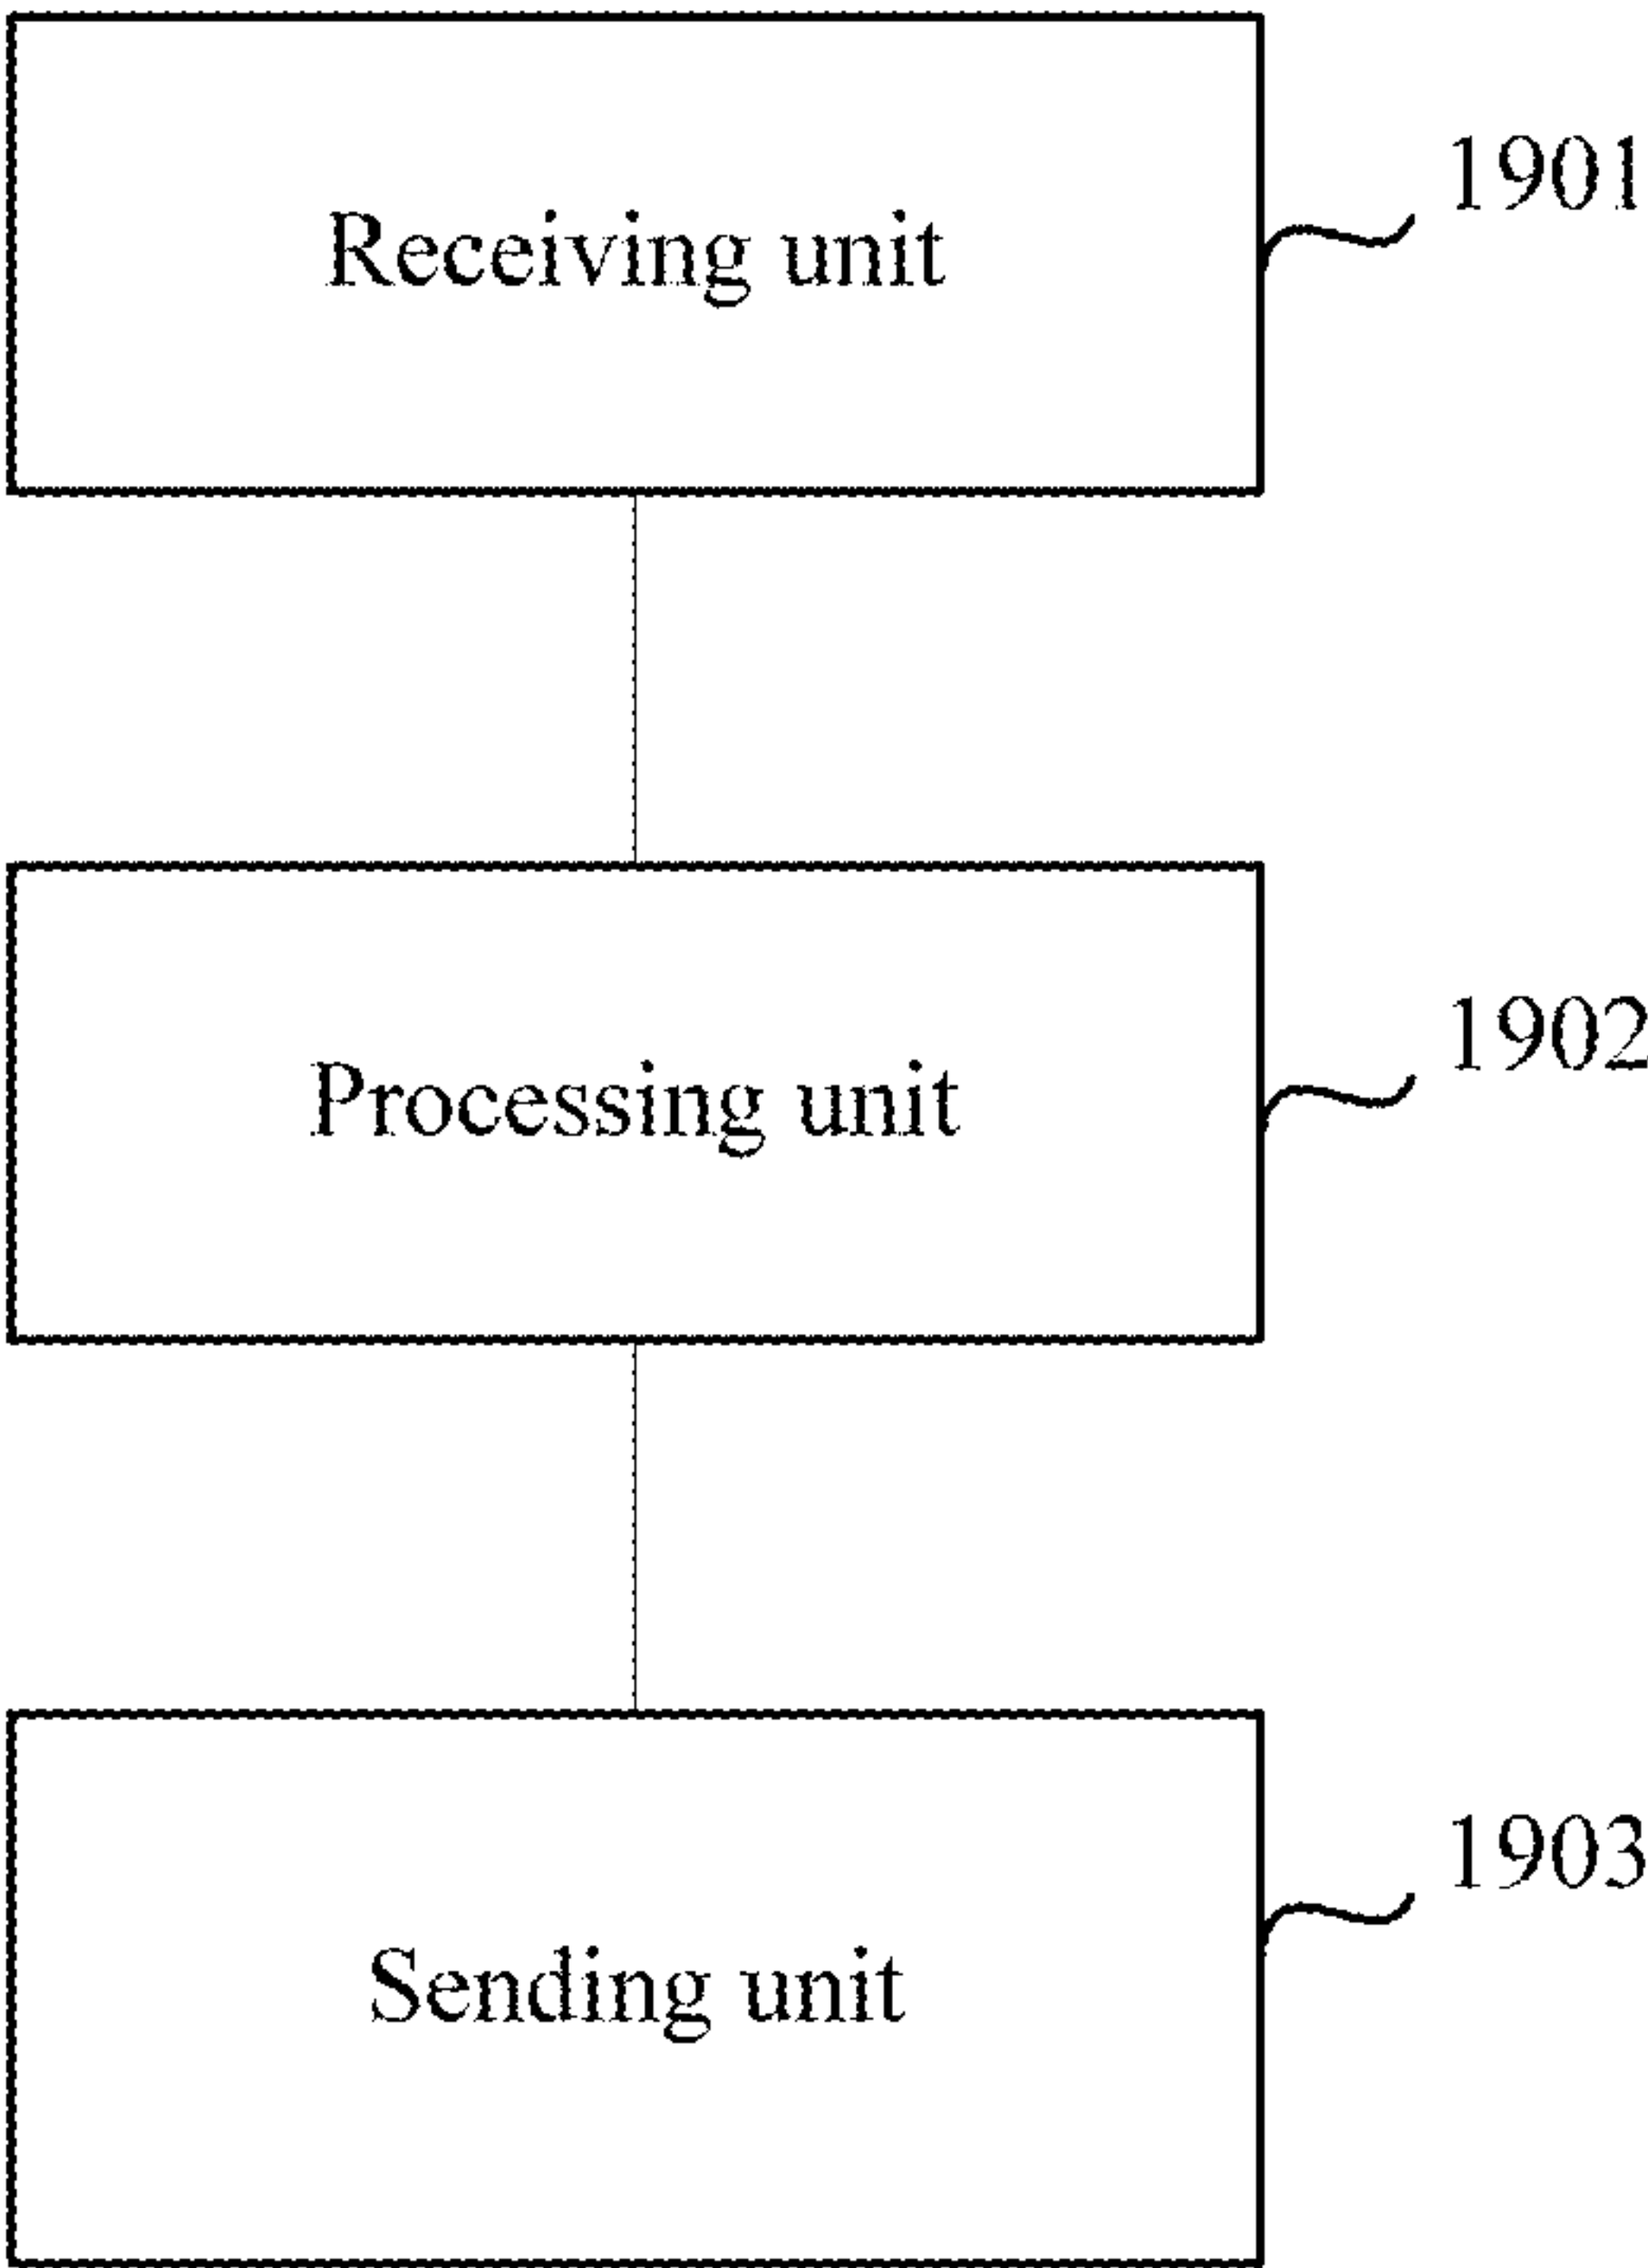 1901
Receiving unit
1902
Processing unit
1903
Sending unit